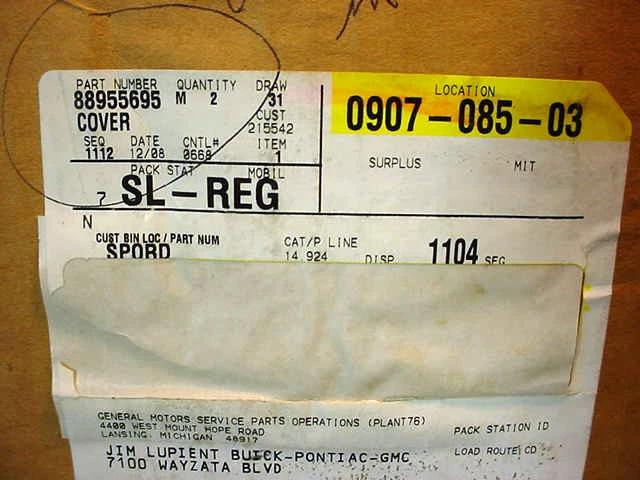 PART NUMBER QUANTITY DRAW
88955695 M 2 31
COVER CUST
215542
SEQ DATE CNTL# ITEM
1112 12/08 0668 1
PACK STAT MOBIL
7 SL-REG
LOCATION
0907-085-03
SURPLUS MIT
N
CUST BIN LOC / PART NUM
SPORD
CAT/P LINE
14 924 DISP 1104 SEG
GENERAL MOTORS SERVICE PARTS OPERATIONS (PLANT76)
4400 WEST MOUNT HOPE ROAD
LANSING, MICHIGAN 48917
PACK STATION ID
JIM LUPIENT BUICK-PONTIAC-GMC
7100 WAYZATA BLVD
LOAD ROUTE CD